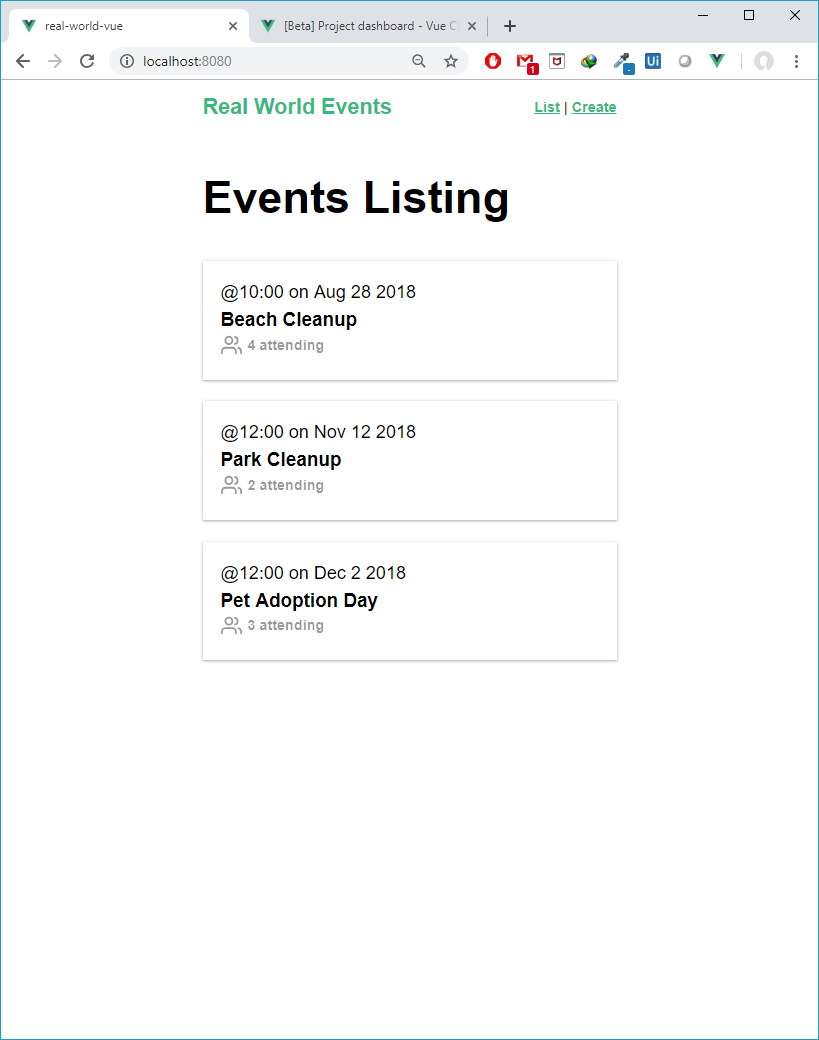 real-world-vue
[Beta] Project dashboard - Vue C
localhost:8080
1
Ui
Real World Events
List | Create
Events Listing
@10:00 on Aug 28 2018
Beach Cleanup
4 attending
@12:00 on Nov 12 2018
Park Cleanup
2 attending
@12:00 on Dec 2 2018
Pet Adoption Day
3 attending